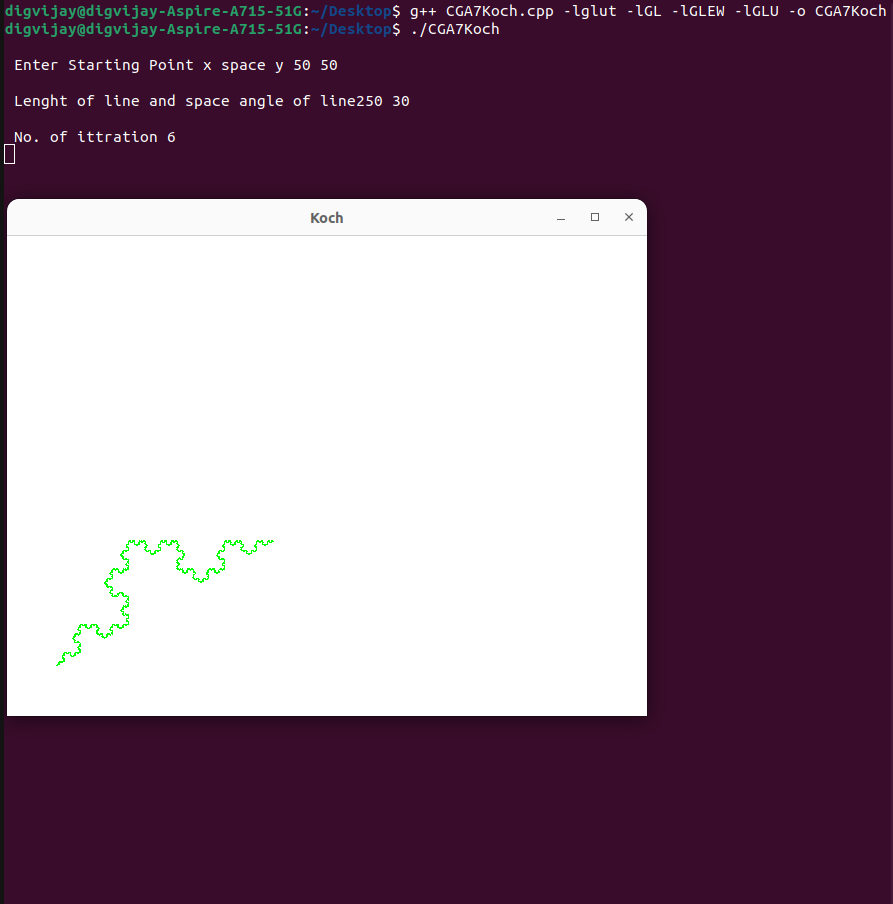 digvijay@digvijay-Aspire-A715-51G:~/Desktop$ g++ CGA7Koch.cpp -lglut -lGL -lGLEW -lGLU -o CGA7Koch
digvijay@digvijay-Aspire-A715-51G:~/Desktop$ ./CGA7Koch
Enter Starting Point x space y 50 50
Lenght of line and space angle of line250 30
No. of ittration 6
Koch